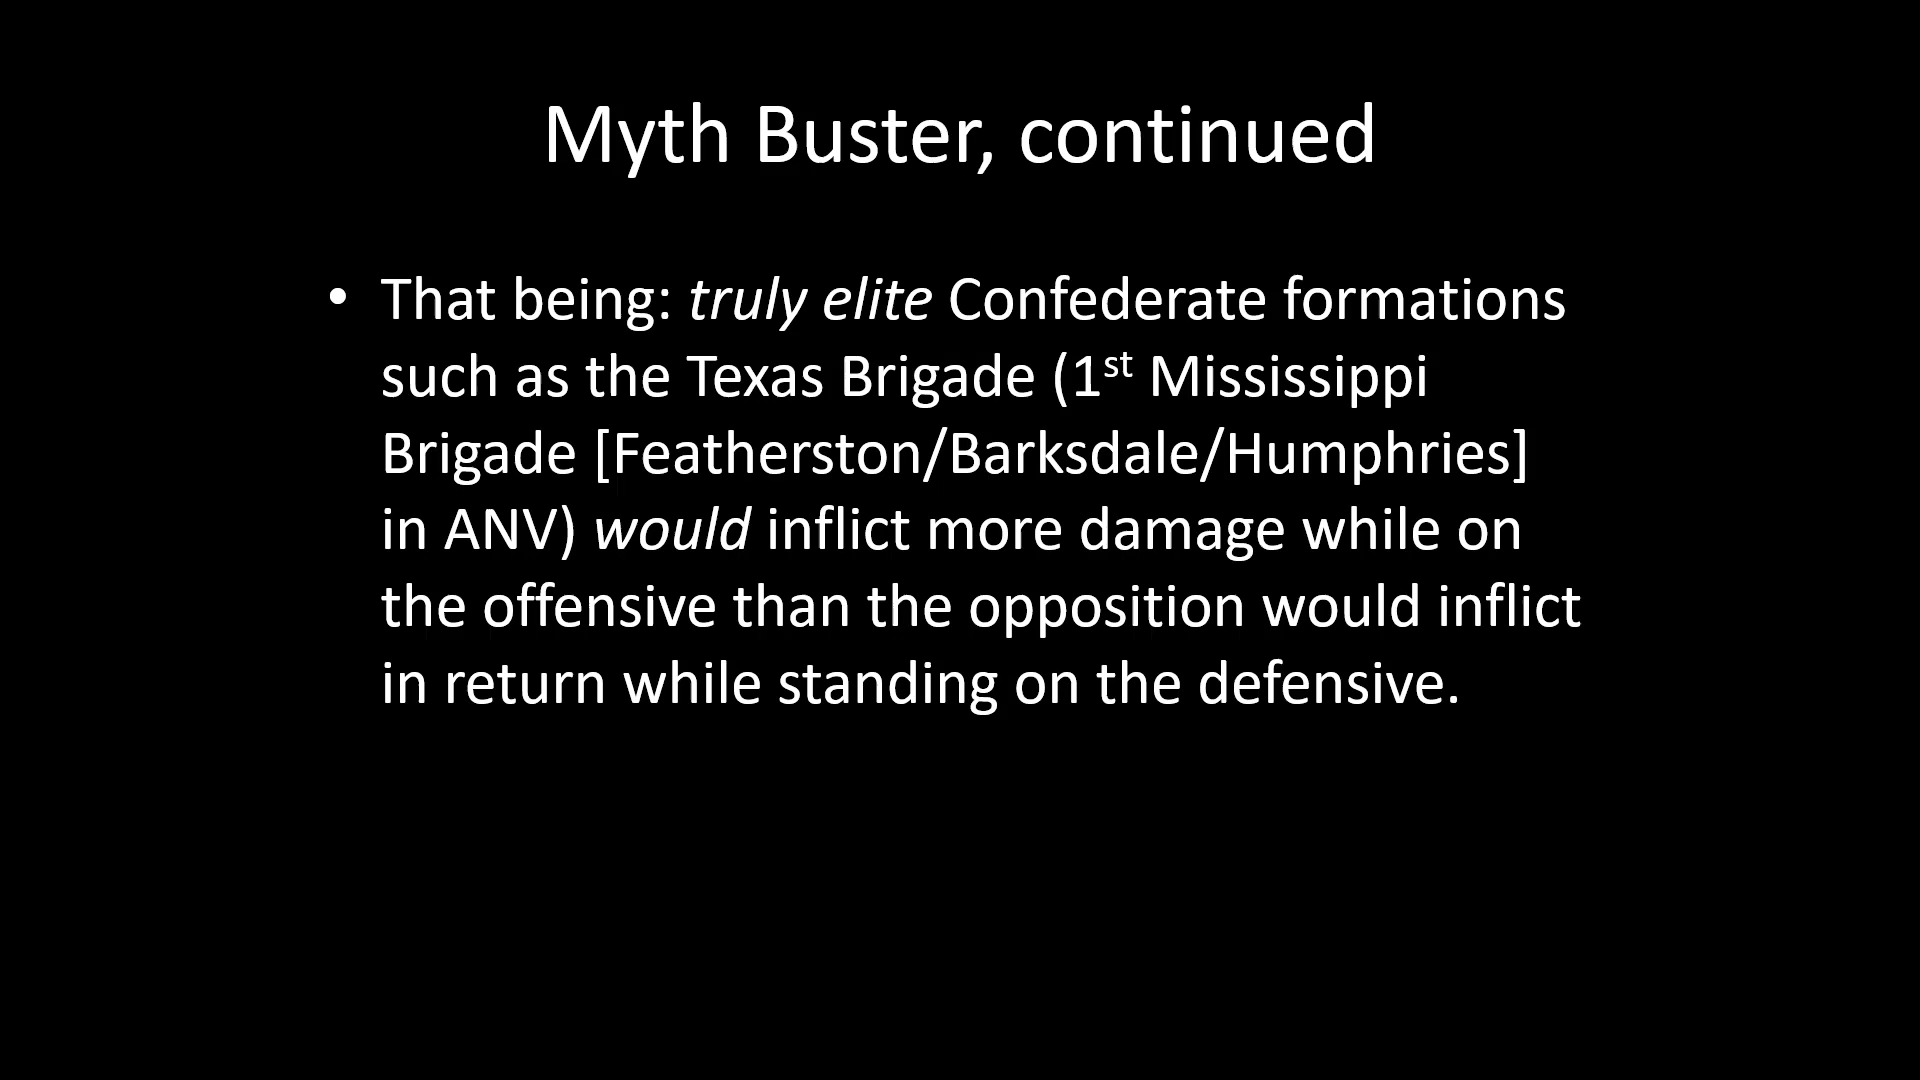 Myth Buster, continued
• That being: truly elite Confederate formations
such as the Texas Brigade (1st Mississippi
Brigade [Featherston/Barksdale/Humphries]
in ANV) would inflict more damage while on
the offensive than the opposition would inflict
in return while standing on the defensive.